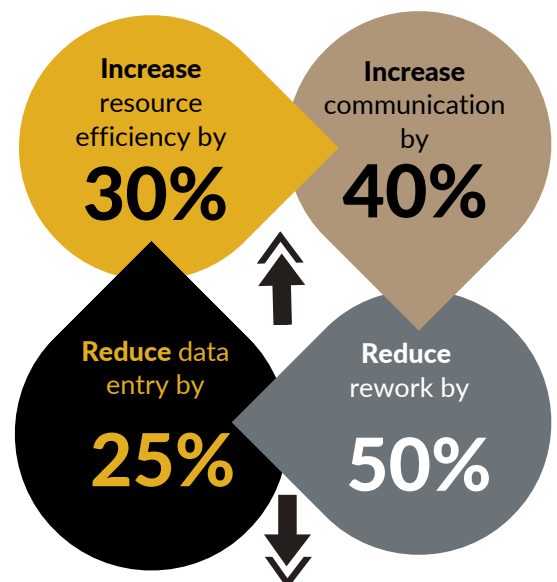 Increase
resource
efficiency by
30%
Increase
communication
by
40%
Reduce data
entry by
25%
Reduce
rework by
50%